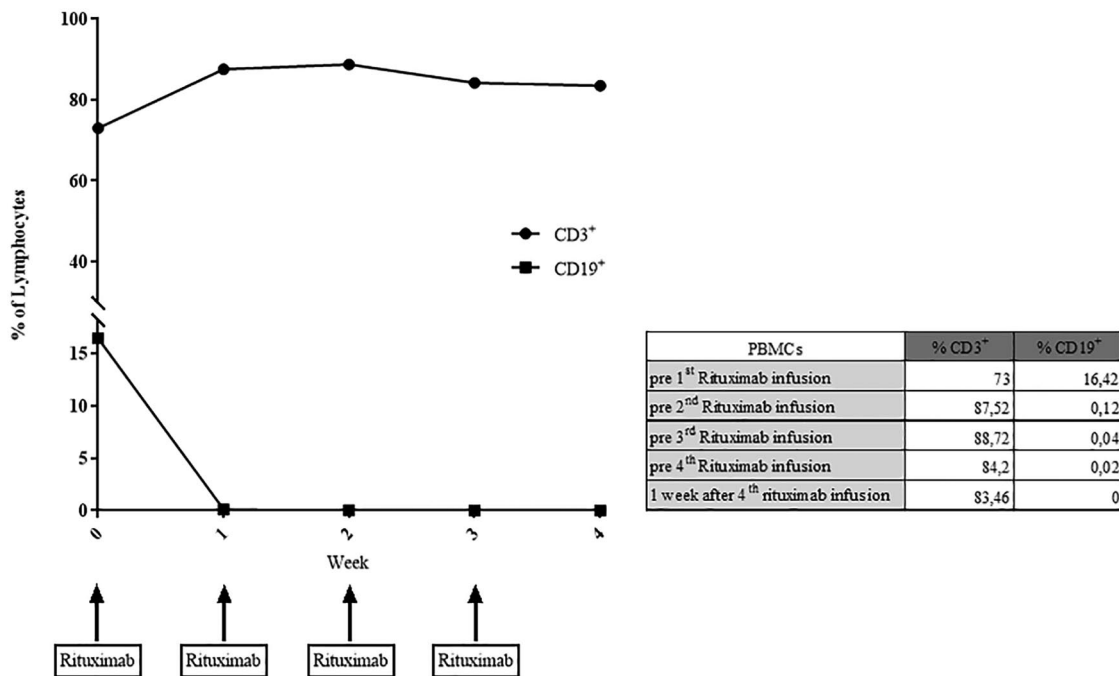 100
80
60
40
15
10
5
0
% of Lymphocytes
CD3⁺
CD19⁺
0 1 2 3 4
Week
Rituximab Rituximab Rituximab Rituximab
PBMCs % CD3⁺ % CD19⁺
pre 1ˢᵗ Rituximab infusion 73 16,42
pre 2ⁿᵈ Rituximab infusion 87,52 0,12
pre 3ʳᵈ Rituximab infusion 88,72 0,04
pre 4ᵗʰ Rituximab infusion 84,2 0,02
1 week after 4ᵗʰ rituximab infusion 83,46 0